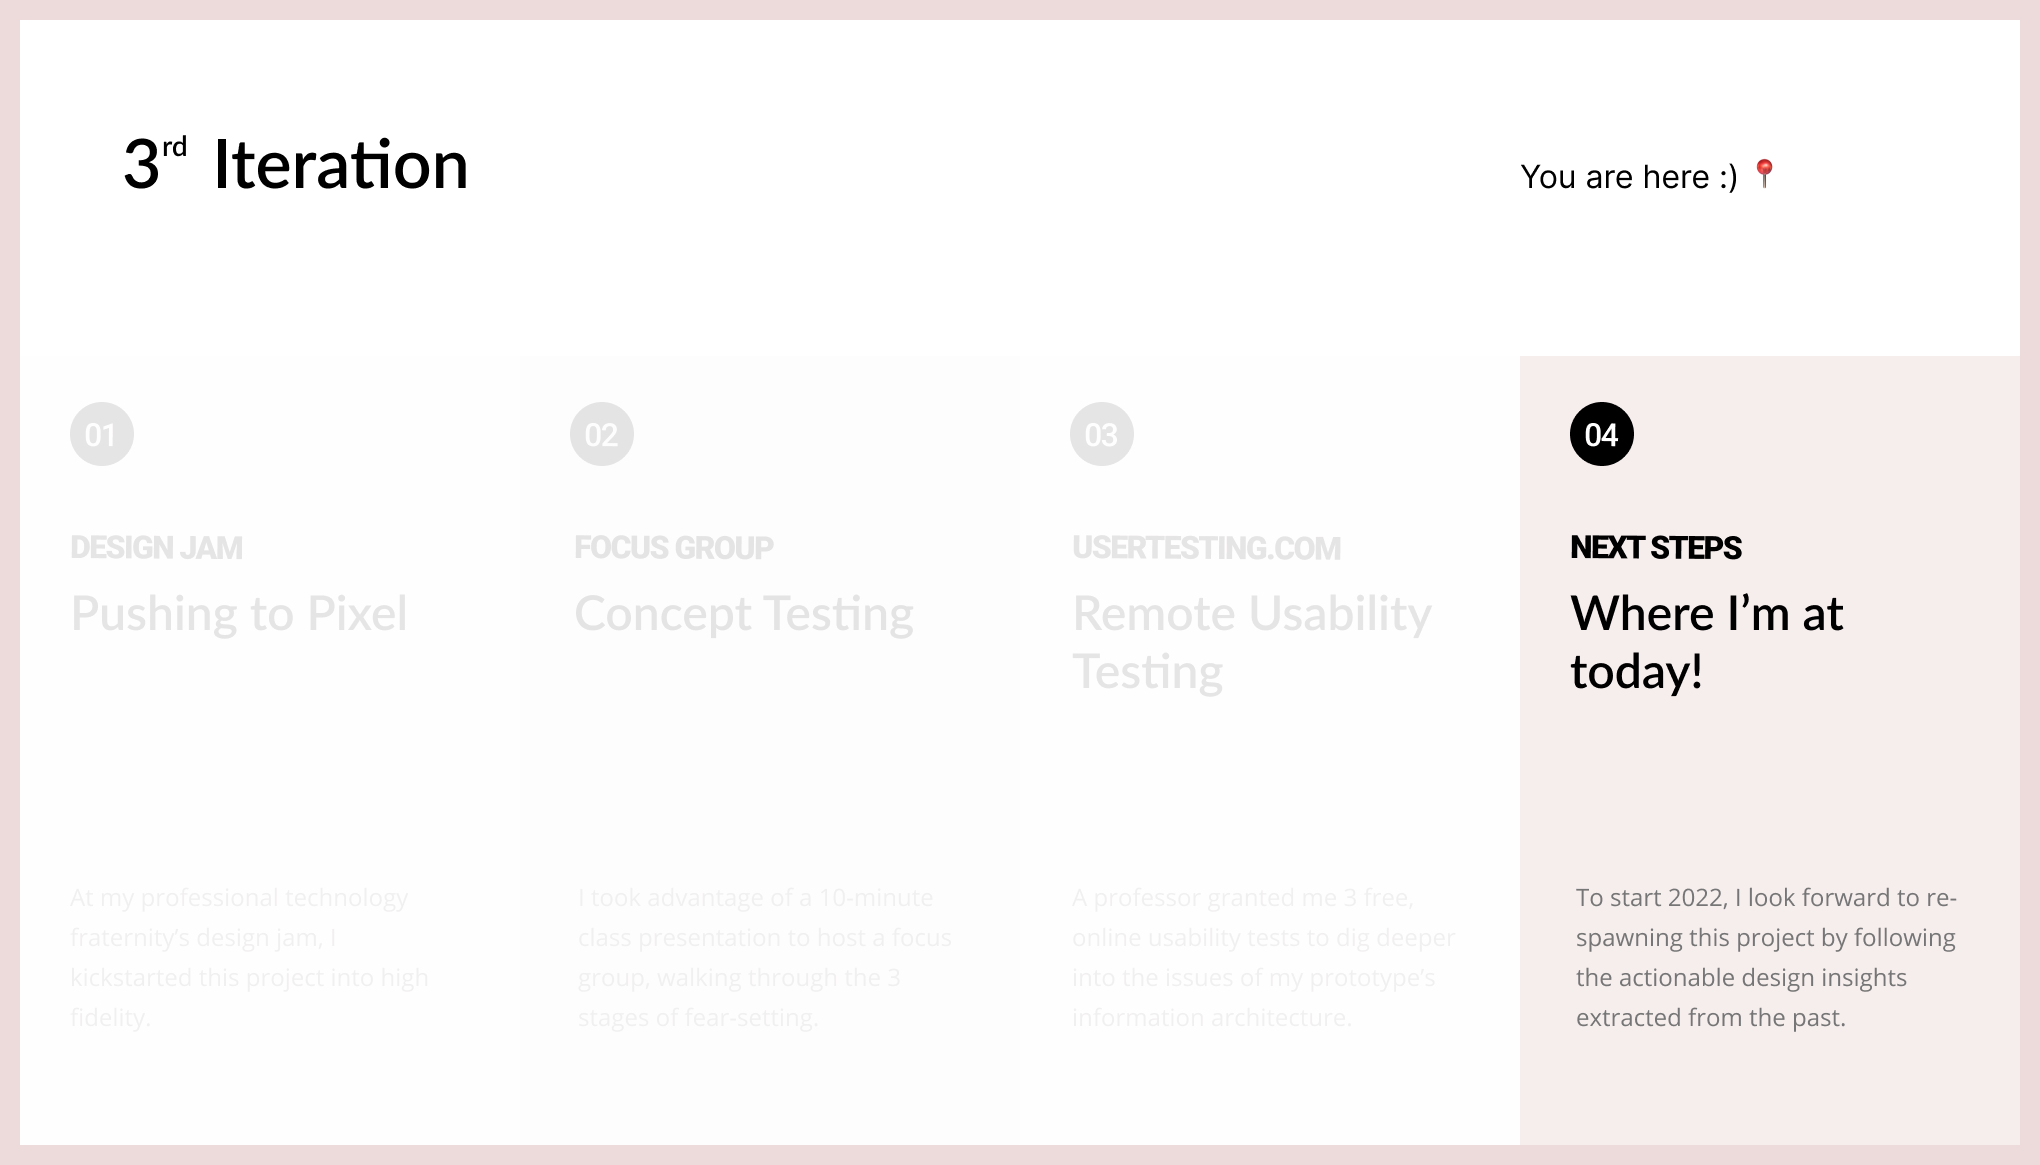 3rd Iteration
You are here :) 📍
01
DESIGN JAM
Pushing to Pixel
At my professional technology
fraternity’s design jam, I
kickstarted this project into high
fidelity.
02
FOCUS GROUP
Concept Testing
I took advantage of a 10-minute
class presentation to host a focus
group, walking through the 3
stages of fear-setting.
03
USERTESTING.COM
Remote Usability
Testing
A professor granted me 3 free,
online usability tests to dig deeper
into the issues of my prototype’s
information architecture.
04
NEXT STEPS
Where I’m at
today!
To start 2022, I look forward to re-
spawning this project by following
the actionable design insights
extracted from the past.